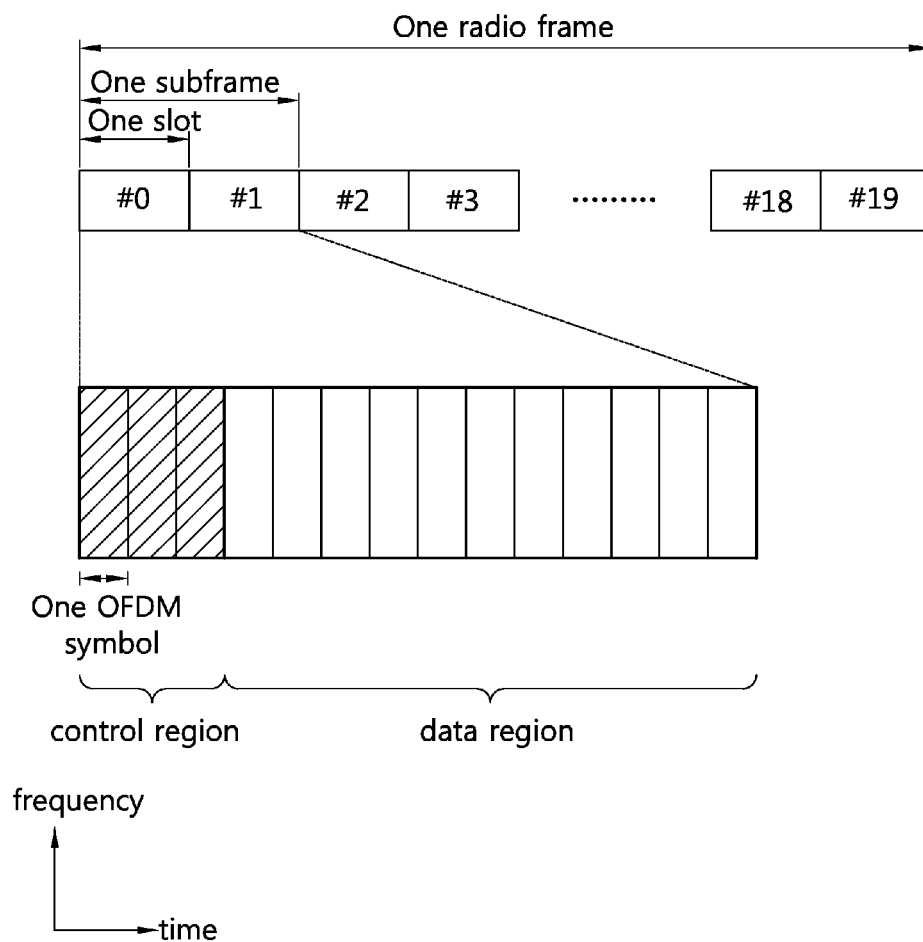 One radio frame
One subframe
One slot
#0 #1 #2 #3 ......... #18 #19
One OFDM
symbol
control region data region
frequency
time